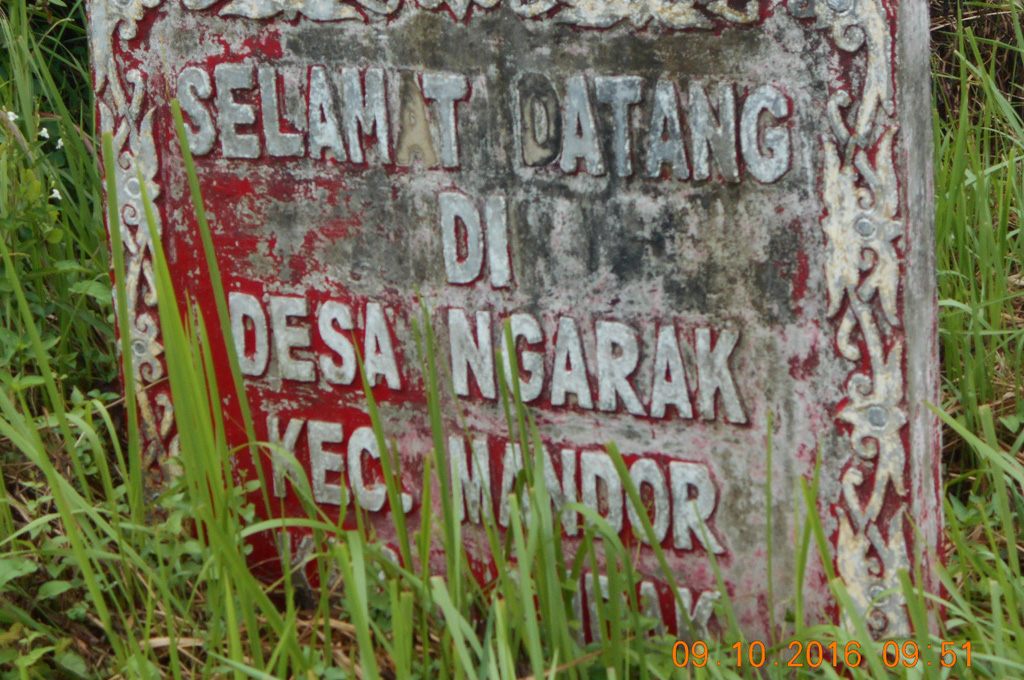 SELAMAT DATANG
DI
DESA NGARAK
KEC. MANDOR
09.10.2016 09:51